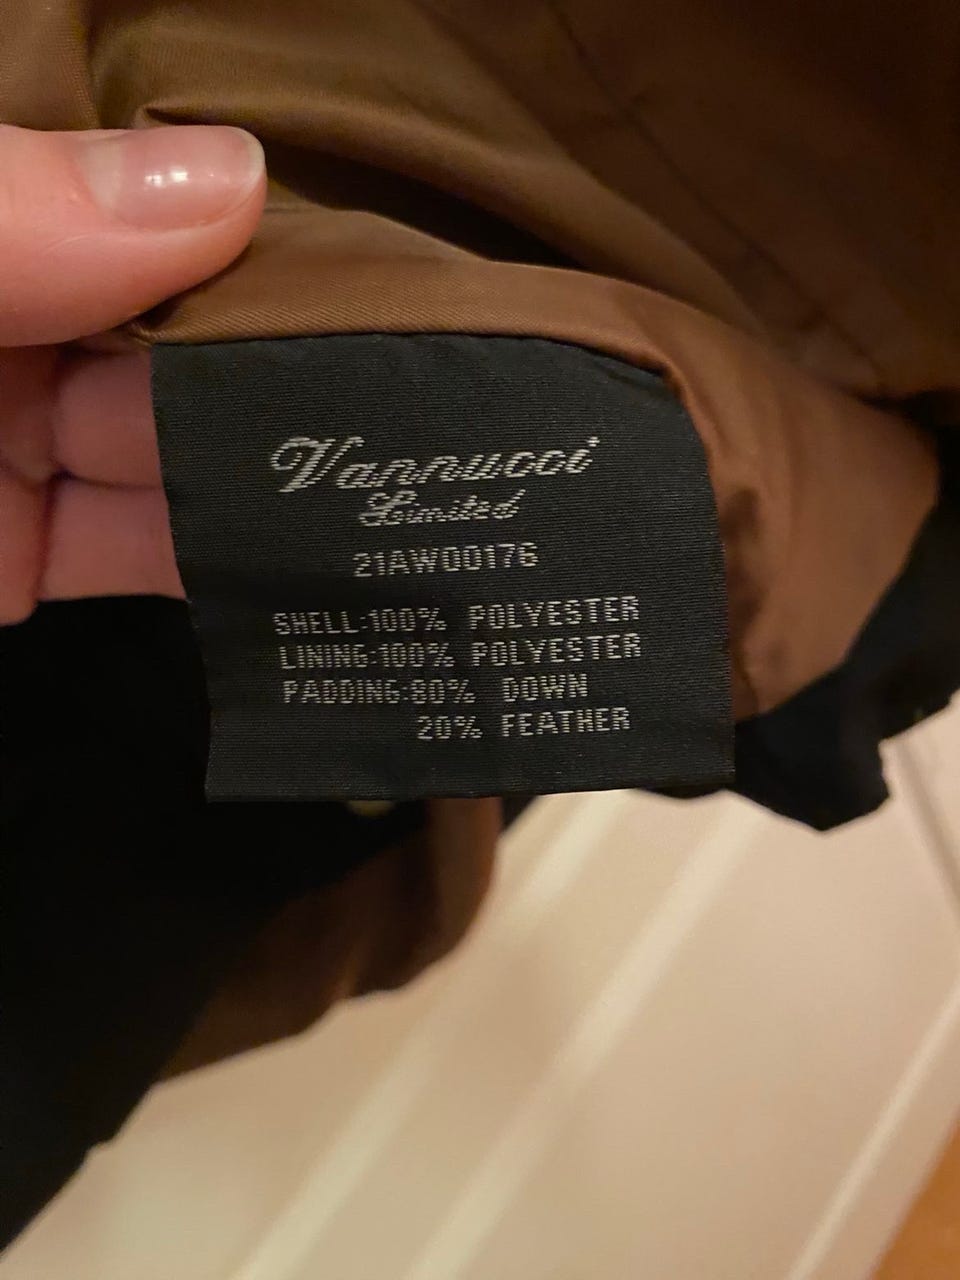 Vannucci
Limited
21AW00176
SHELL:100% POLYESTER
LINING:100% POLYESTER
PADDING:80% DOWN
20% FEATHER